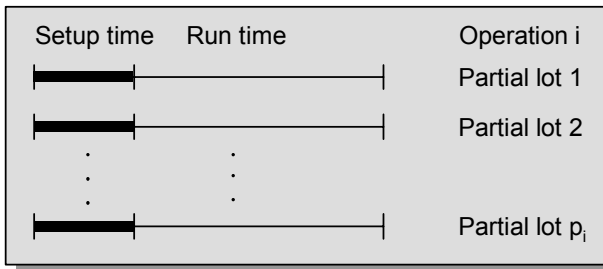 Setup time Run time Operation i
Partial lot 1
Partial lot 2
Partial lot pi